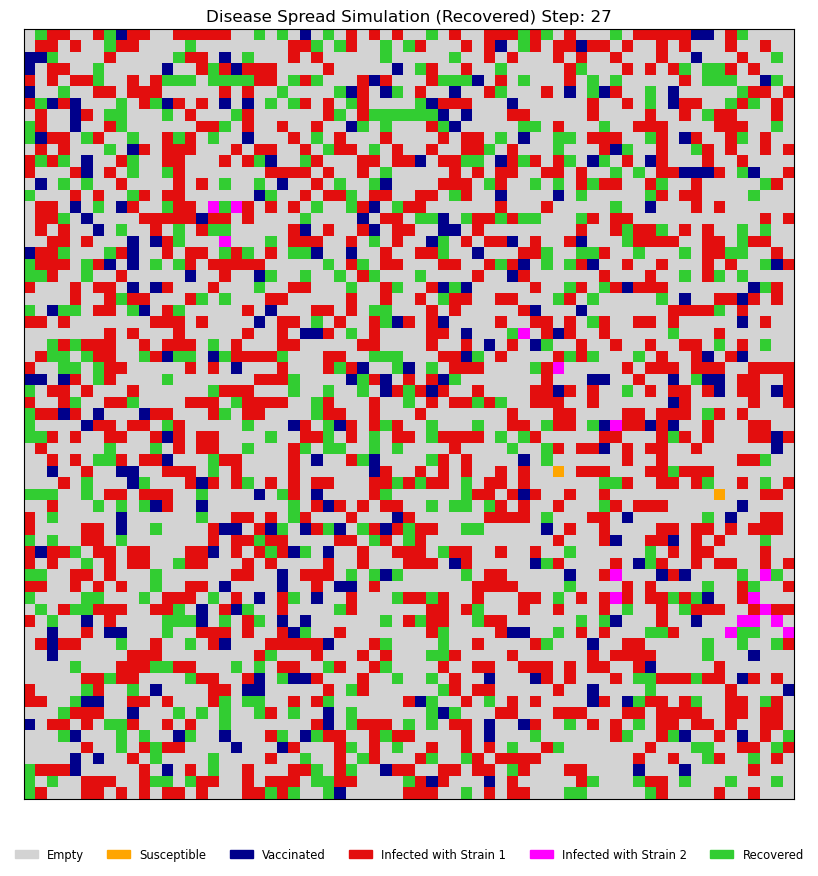 Disease Spread Simulation (Recovered) Step: 27
Empty Susceptible Vaccinated Infected with Strain 1 Infected with Strain 2 Recovered